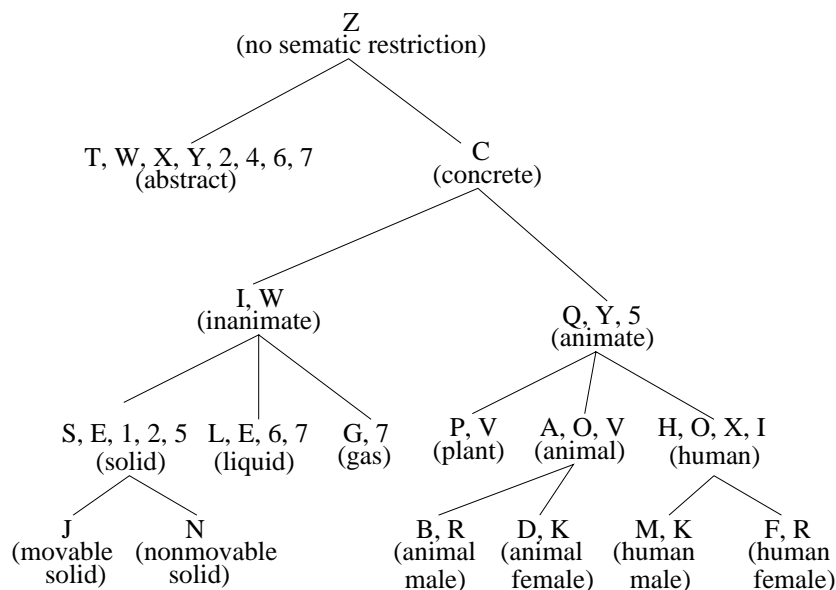 Z
(no sematic restriction)
T, W, X, Y, 2, 4, 6, 7
(abstract)
C
(concrete)
I, W
(inanimate)
Q, Y, 5
(animate)
S, E, 1, 2, 5
(solid)
L, E, 6, 7
(liquid)
G, 7
(gas)
P, V
(plant)
A, O, V
(animal)
H, O, X, I
(human)
J
(movable
solid)
N
(nonmovable
solid)
B, R
(animal
male)
D, K
(animal
female)
M, K
(human
male)
F, R
(human
female)